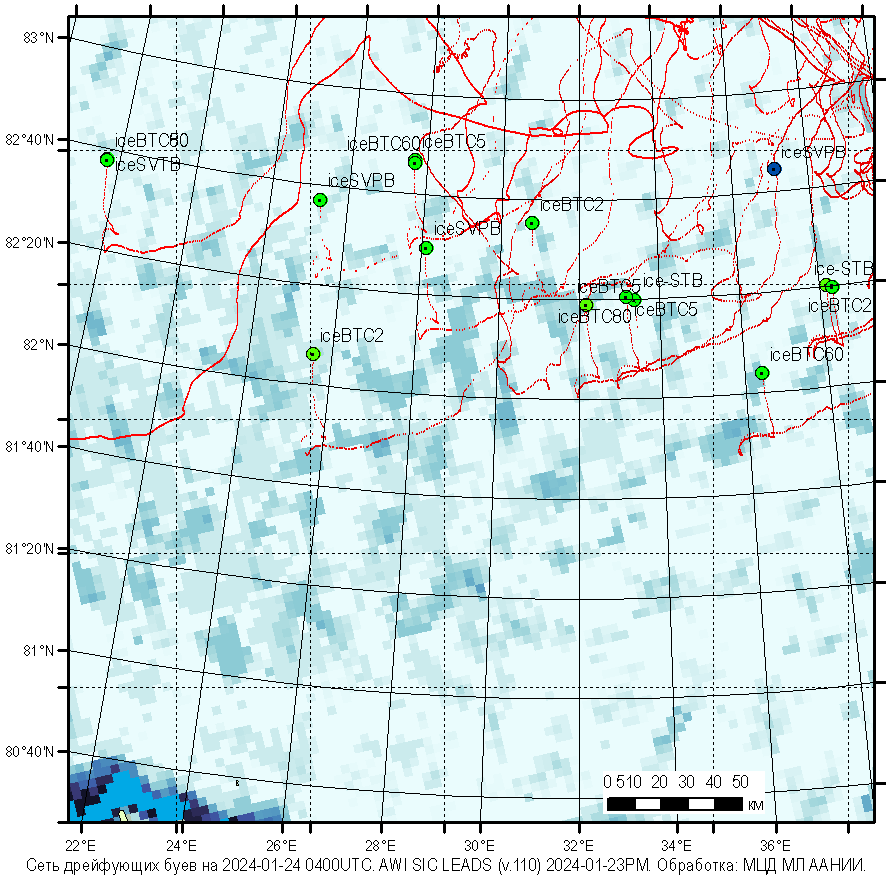 83°N
82°40'N
iceBTC80
iceBTC60 iceBTC5
iceSVPB
iceSVTB
iceSVPB
iceBTC2
82°20'N
iceSVPB
ice-STB
iceBTC5 ice-STB
iceBTC80 iceBTC5
iceBTC2
82°N
iceBTC2
iceBTC60
81°40'N
81°20'N
81°N
80°40'N
0 510 20 30 40 50
км
22°E 24°E 26°E 28°E 30°E 32°E 34°E 36°E
Сеть дрейфующих буев на 2024-01-24 0400UTC. AWI SIC LEADS (v.110) 2024-01-23PM. Обработка: МЦД МЛ ААНИИ.